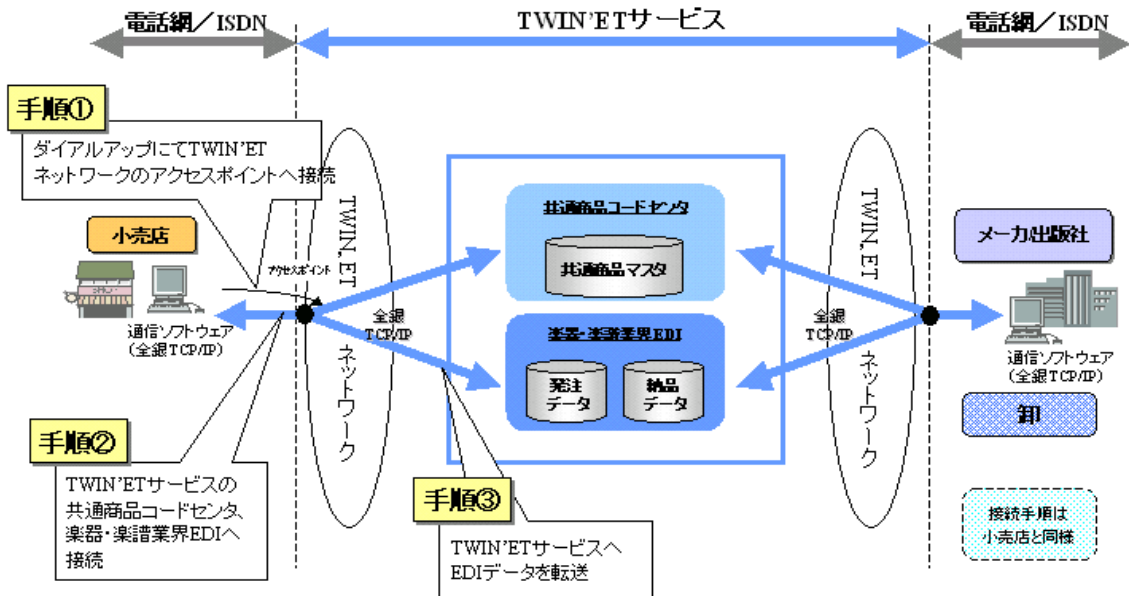 電話網／ISDN
TWIN'ETサービス
電話網／ISDN
手順①
ダイアルアップにてTWIN'ET
ネットワークのアクセスポイントへ接続
小売店
アクセスポイント
通信ソフトウェア
(全銀TCP/IP)
TWIN'ET ネットワーク
全銀
TCP/IP
共通商品コードセンタ
共通商品マスタ
楽器・楽譜業界EDI
発注
データ
納品
データ
全銀
TCP/IP
TWIN'ET ネットワーク
メーカ/出版社
通信ソフトウェア
(全銀TCP/IP)
卸
手順②
TWIN'ETサービスの
共通商品コードセンタ、
楽器・楽譜業界EDIへ
接続
手順③
TWIN'ETサービスへ
EDIデータを転送
接続手順は
小売店と同様